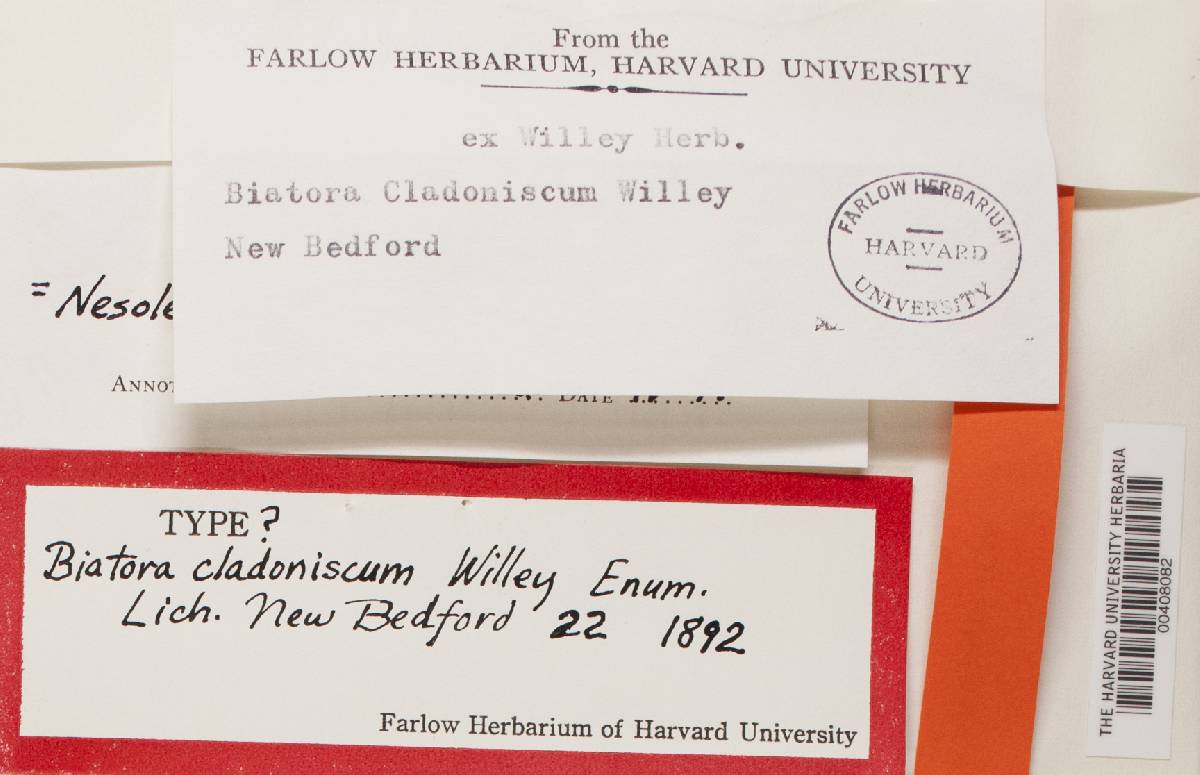 From the
FARLOW HERBARIUM, HARVARD UNIVERSITY
ex Willey Herb.
Biatora Cladoniscum Willey
New Bedford
FARLOW HERBARIUM
HARVARD
UNIVERSITY
= Nesole
ANNOT
DATE
TYPE?
Biatora cladoniscum Willey Enum.
Lich. New Bedford 22 1892
Farlow Herbarium of Harvard University
THE HARVARD UNIVERSITY HERBARIA
00408082